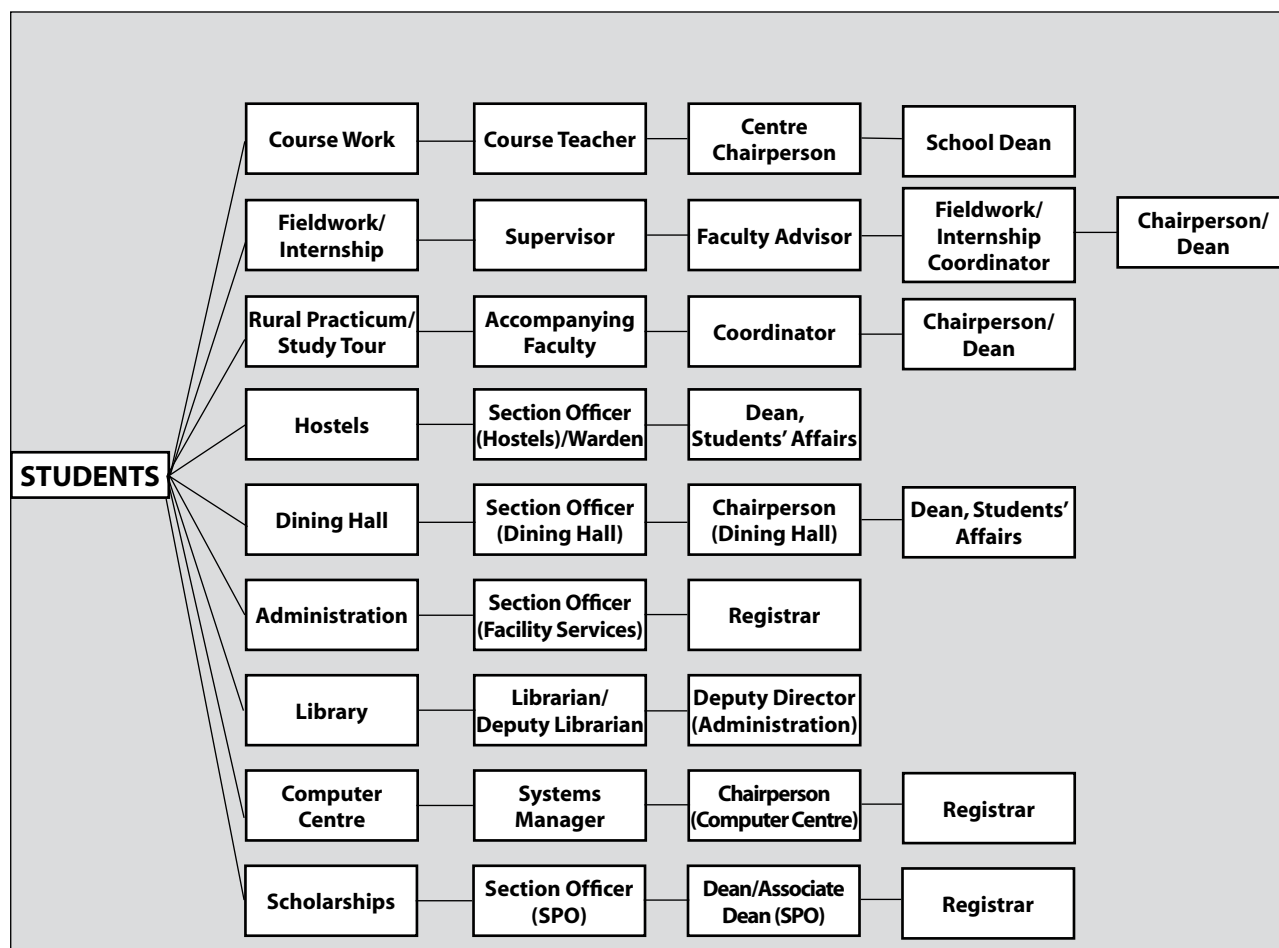 Course Work
Course Teacher
Centre
Chairperson
School Dean
Fieldwork/
Internship
Supervisor
Faculty Advisor
Fieldwork/
Internship
Coordinator
Chairperson/
Dean
Rural Practicum/
Study Tour
Accompanying
Faculty
Coordinator
Chairperson/
Dean
Hostels
Section Officer
(Hostels)/Warden
Dean,
Students’ Affairs
STUDENTS
Dining Hall
Section Officer
(Dining Hall)
Chairperson
(Dining Hall)
Dean, Students’
Affairs
Administration
Section Officer
(Facility Services)
Registrar
Library
Librarian/
Deputy Librarian
Deputy Director
(Administration)
Computer
Centre
Systems
Manager
Chairperson
(Computer Centre)
Registrar
Scholarships
Section Officer
(SPO)
Dean/Associate
Dean (SPO)
Registrar